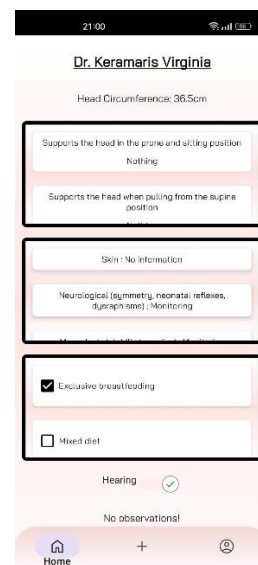 21:00
Dr. Keramaris Virginia
Head Circumference: 36.5cm
Supports the head in the prone and sitting position
Nothing
Supports the head when pulling from the supine
position
Skin : No information
Neurological (symmetry, neonatal reflexes,
dysraphisms) : Monitoring
Exclusive breastfeeding
Mixed diet
Hearing
No observations!
Home